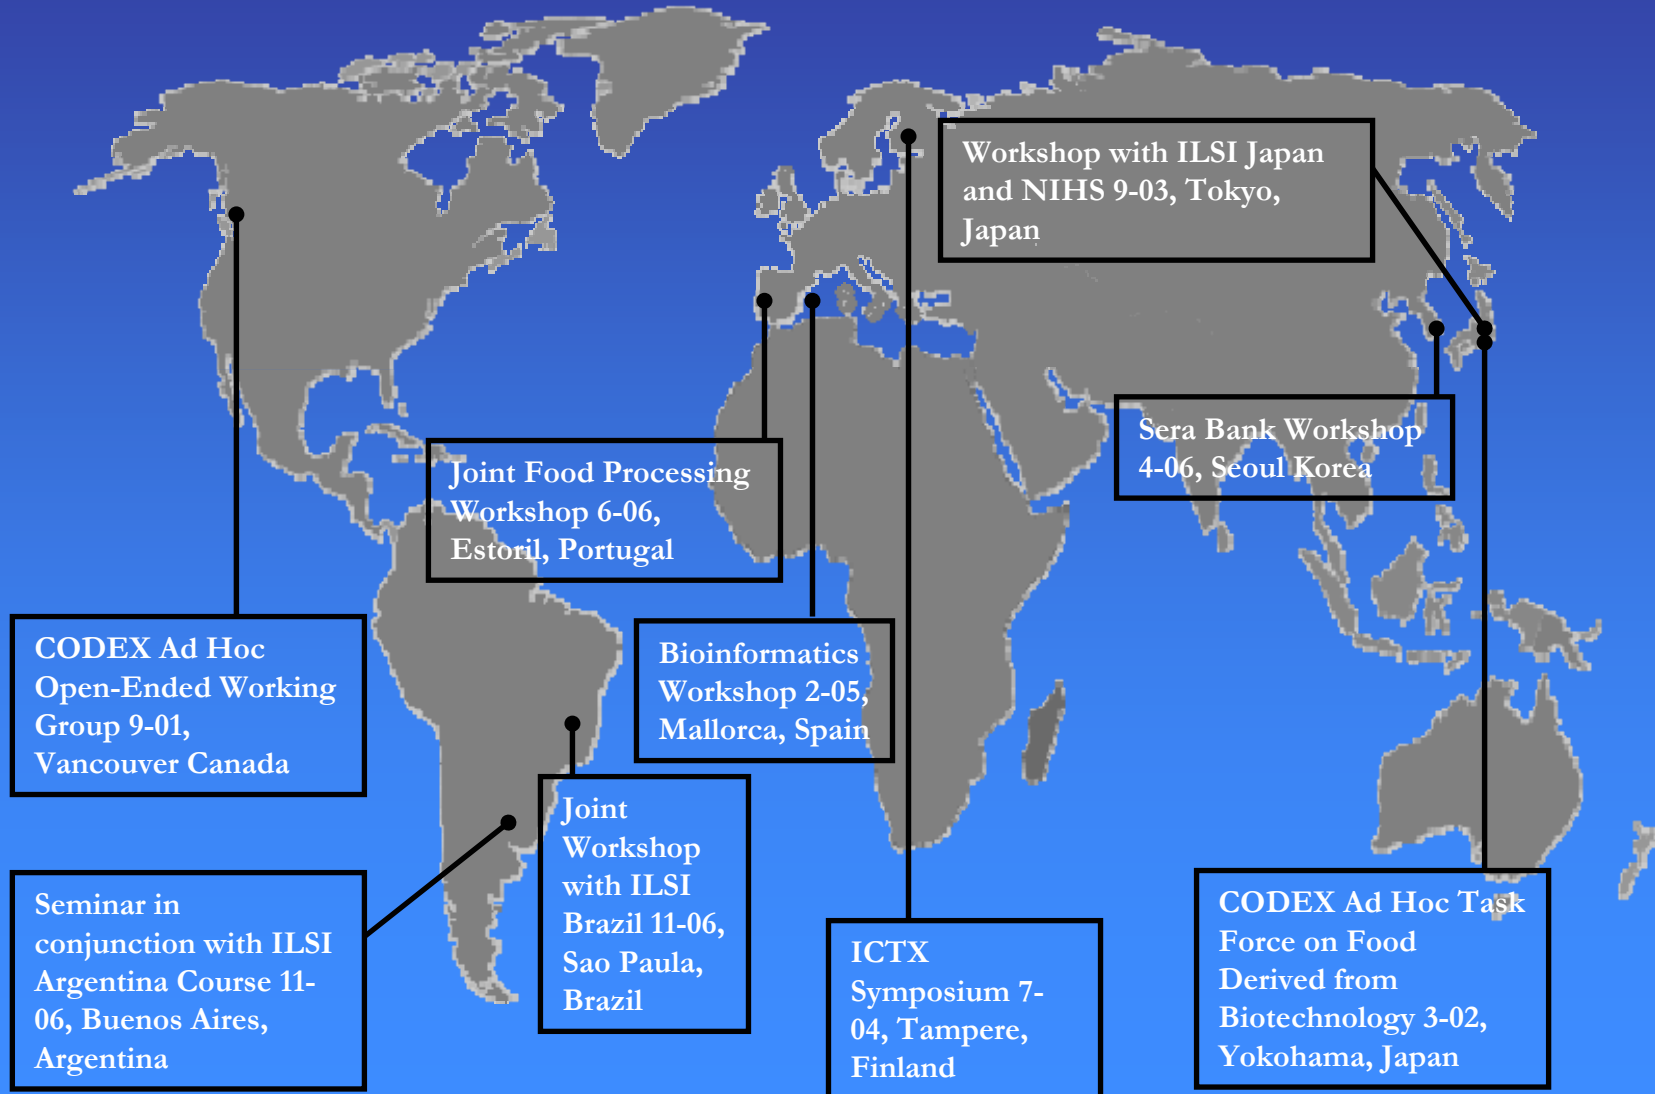 Workshop with ILSI Japan
and NIHS 9-03, Tokyo,
Japan
Sera Bank Workshop
4-06, Seoul Korea
Joint Food Processing
Workshop 6-06,
Estoril, Portugal
CODEX Ad Hoc
Open-Ended Working
Group 9-01,
Vancouver Canada
Bioinformatics
Workshop 2-05,
Mallorca, Spain
Joint
Workshop
with ILSI
Brazil 11-06,
Sao Paula,
Brazil
Seminar in
conjunction with ILSI
Argentina Course 11-
06, Buenos Aires,
Argentina
ICTX
Symposium 7-
04, Tampere,
Finland
CODEX Ad Hoc Task
Force on Food
Derived from
Biotechnology 3-02,
Yokohama, Japan